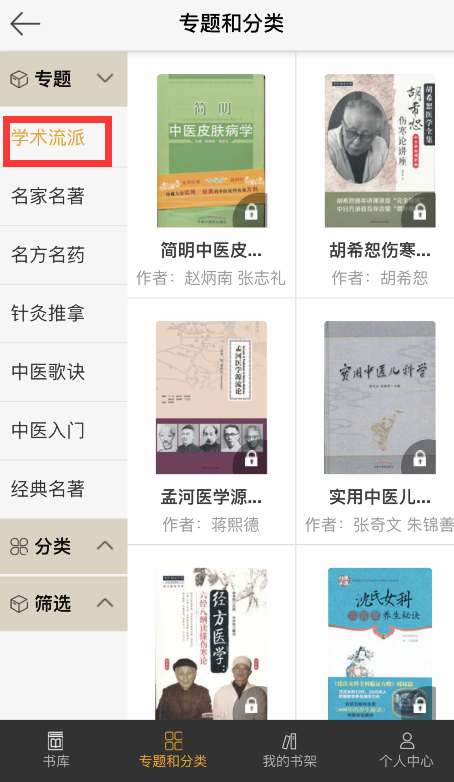 专题和分类
专题
学术流派
名家名著
名方名药
针灸推拿
中医歌诀
中医入门
经典名著
分类
筛选
简明
中医皮肤病学
简明中医皮...
作者：赵炳南 张志礼
胡希恕医学全集
胡希恕
伤寒论讲座
胡希恕伤寒...
作者：胡希恕
孟河医学源流论
孟河医学源...
作者：蒋熙德
实用中医儿科学
实用中医儿...
作者：张奇文 朱锦善
经方医学：
六经八纲读懂伤寒论
沈氏女科
养生秘诀
书库
专题和分类
我的书架
个人中心